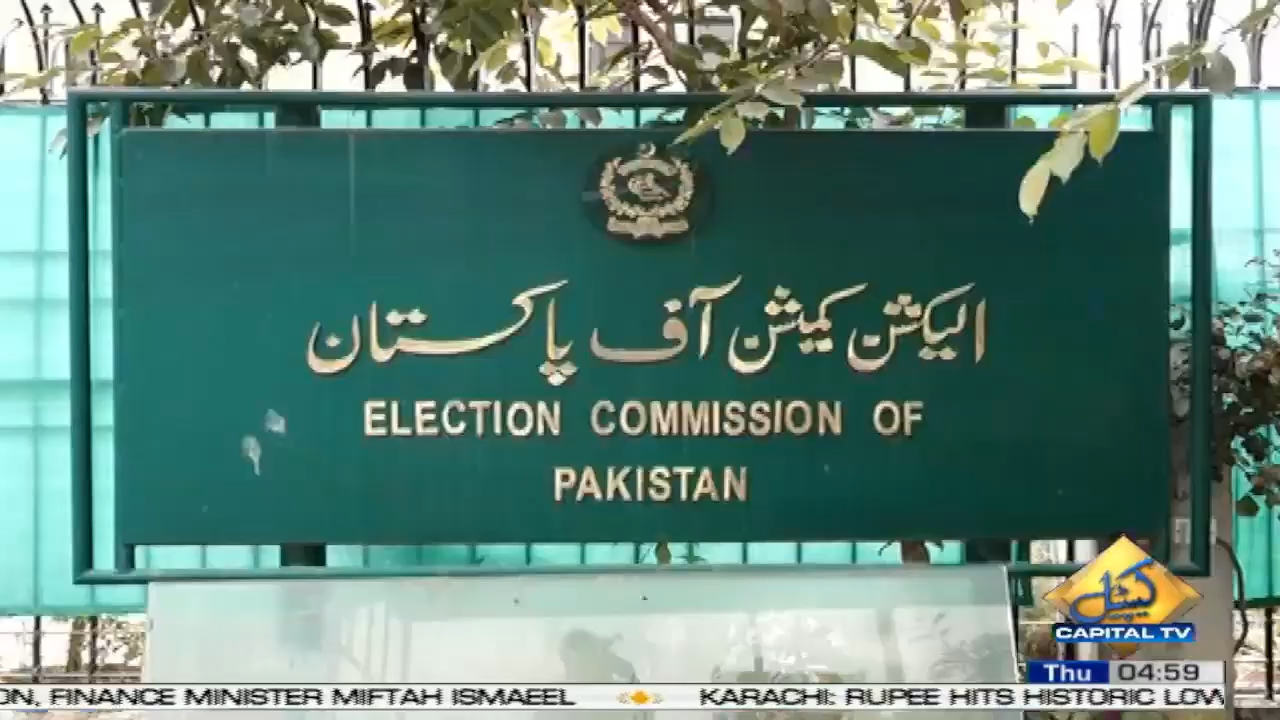 الیکشن کمیشن آف پاکستان
ELECTION COMMISSION OF
PAKISTAN
کیپیٹل
CAPITAL TV
Thu 04:59
ON, FINANCE MINISTER MIFTAH ISMAEEL KARACHI: RUPEE HITS HISTORIC LOW